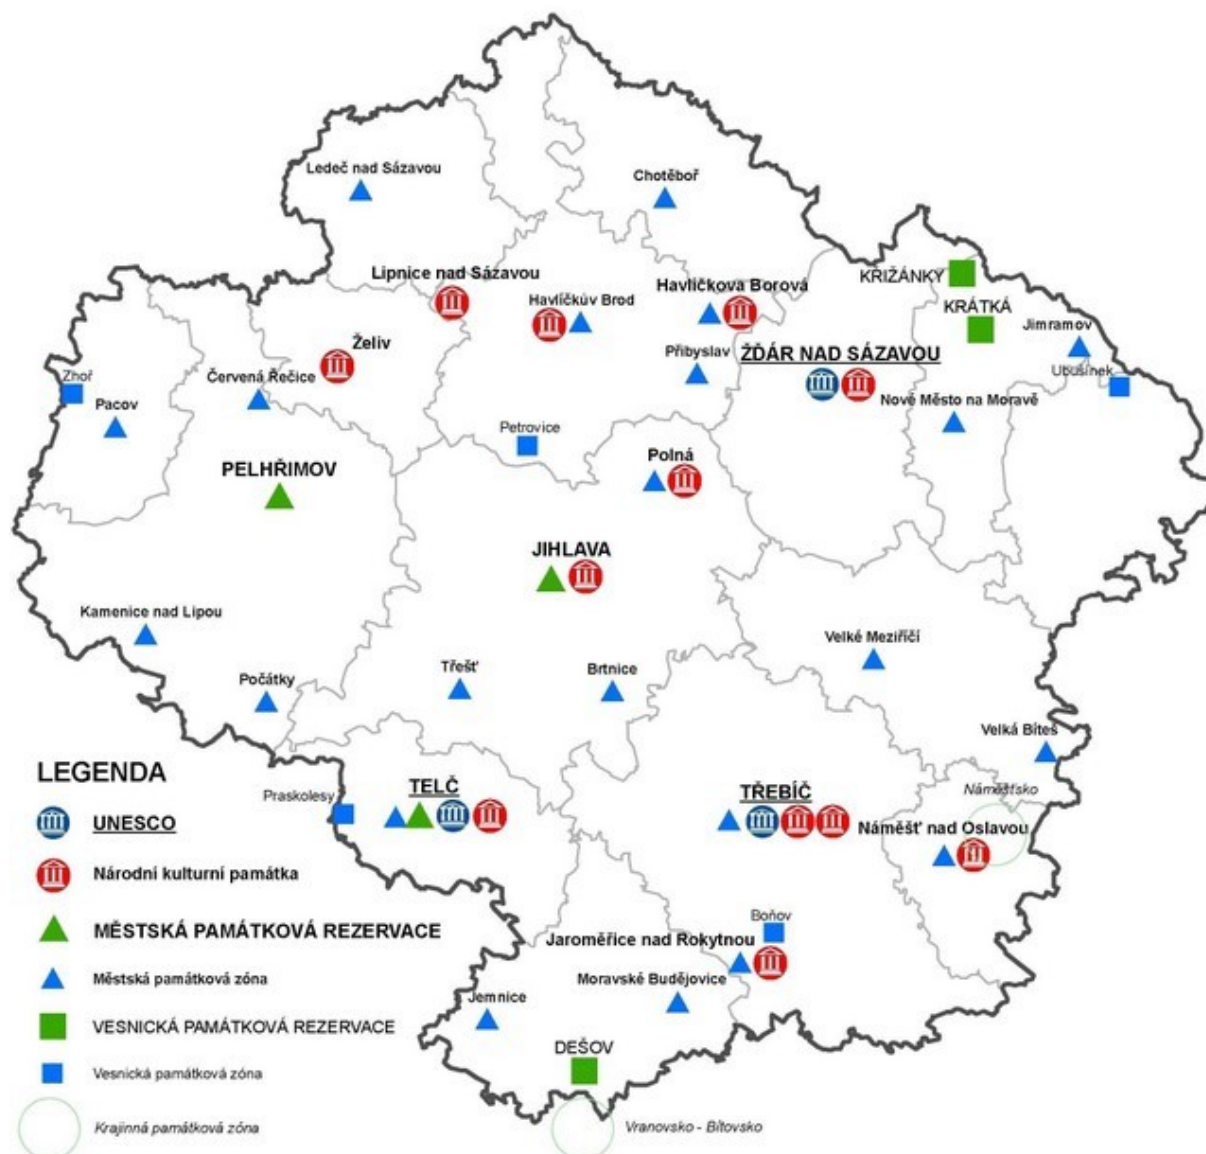 Ledeč nad Sázavou
Chotěboř
Lipnice nad Sázavou
Havlíčkův Brod
Havlíčkova Borová
KŘIŽÁNKY
KRÁTKÁ
Jimramov
Želiv
Přibyslav
ŽĎÁR NAD SÁZAVOU
Ubušínek
Zhoř
Červená Řečice
Pacov
Nové Město na Moravě
Petrovice
PELHŘIMOV
Polná
JIHLAVA
Kamenice nad Lipou
Velké Meziříčí
Počátky
Třešť
Brtnice
Velká Bíteš
Praskolesy
TELČ
TŘEBÍČ
Náměšťsko
Náměšť nad Oslavou
Boňov
Jaroměřice nad Rokytnou
Moravské Budějovice
Jemnice
DEŠOV
Vranovsko - Bítovsko
LEGENDA
UNESCO
Národní kulturní památka
MĚSTSKÁ PAMÁTKOVÁ REZERVACE
Městská památková zóna
VESNICKÁ PAMÁTKOVÁ REZERVACE
Vesnická památková zóna
Krajinná památková zóna